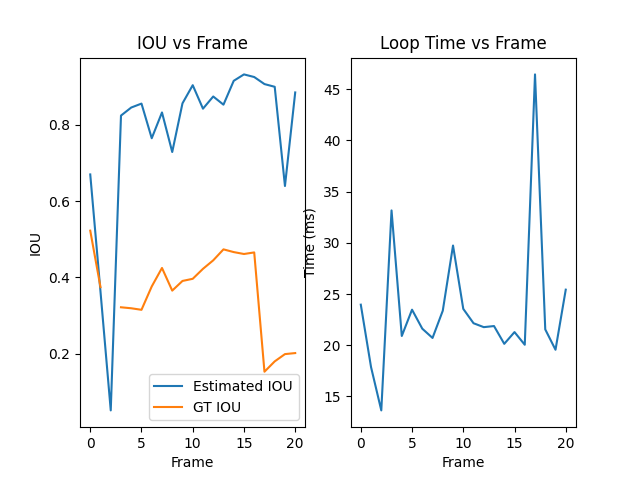 IOU vs Frame
IOU
0.8
0.6
0.4
0.2
0 5 10 15 20
Frame
Estimated IOU
GT IOU
Loop Time vs Frame
Time (ms)
45
40
35
30
25
20
15
0 5 10 15 20
Frame